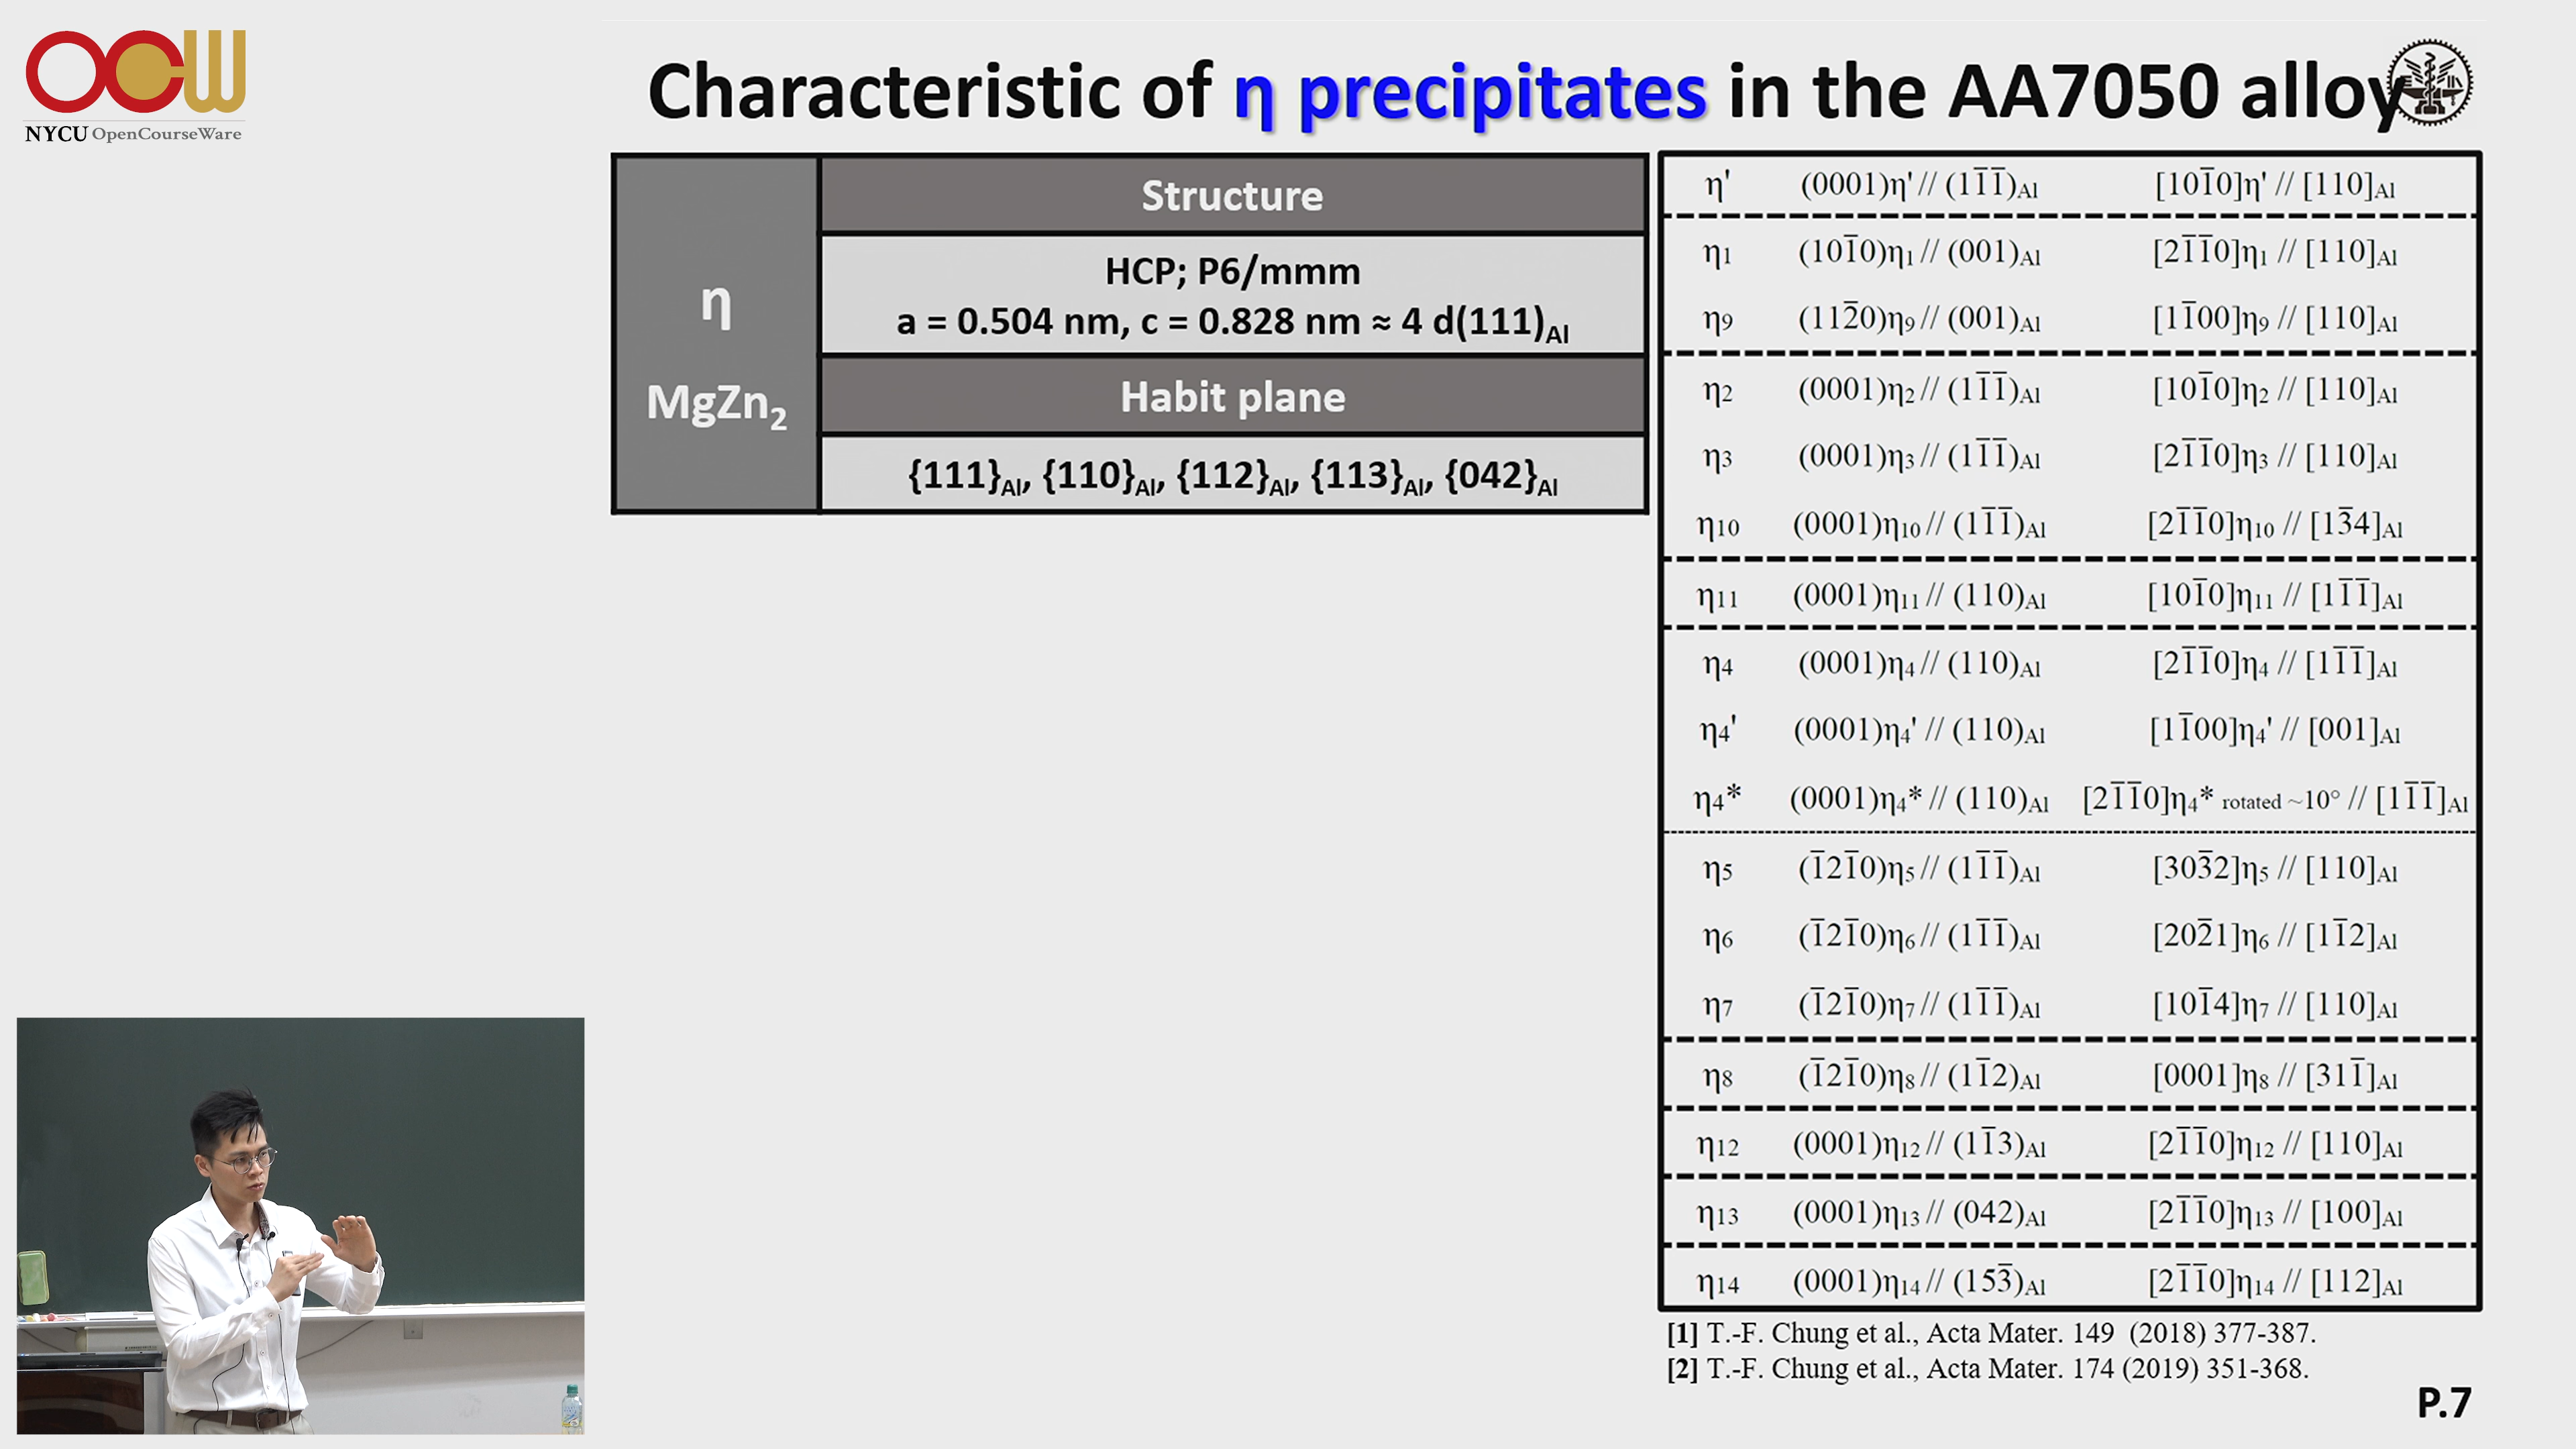 OCW
NYCU OpenCourseWare
Characteristic of η precipitates in the AA7050 alloy
η
MgZn₂
Structure
HCP; P6/mmm
a = 0.504 nm, c = 0.828 nm ≈ 4 d(111)Al
Habit plane
{111}Al, {110}Al, {112}Al, {113}Al, {042}Al
η' (0001)η' // (11̅1̅)Al [101̅0]η' // [110]Al
η1 (101̅0)η1 // (001)Al [21̅1̅0]η1 // [110]Al
η9 (112̅0)η9 // (001)Al [11̅00]η9 // [110]Al
η2 (0001)η2 // (11̅1̅)Al [101̅0]η2 // [110]Al
η3 (0001)η3 // (11̅1̅)Al [21̅1̅0]η3 // [110]Al
η10 (0001)η10 // (11̅1̅)Al [21̅1̅0]η10 // [13̅4]Al
η11 (0001)η11 // (110)Al [101̅0]η11 // [11̅1̅]Al
η4 (0001)η4 // (110)Al [21̅1̅0]η4 // [11̅1̅]Al
η4' (0001)η4' // (110)Al [11̅00]η4' // [001]Al
η4* (0001)η4* // (110)Al [21̅1̅0]η4* rotated ~10° // [11̅1̅]Al
η5 (1̅21̅0)η5 // (11̅1̅)Al [303̅2]η5 // [110]Al
η6 (1̅21̅0)η6 // (11̅1̅)Al [202̅1]η6 // [11̅2]Al
η7 (1̅21̅0)η7 // (11̅1̅)Al [101̅4]η7 // [110]Al
η8 (1̅21̅0)η8 // (11̅2)Al [0001]η8 // [311̅]Al
η12 (0001)η12 // (11̅3)Al [21̅1̅0]η12 // [110]Al
η13 (0001)η13 // (042)Al [21̅1̅0]η13 // [100]Al
η14 (0001)η14 // (153̅)Al [21̅1̅0]η14 // [112]Al
[1] T.-F. Chung et al., Acta Mater. 149 (2018) 377-387.
[2] T.-F. Chung et al., Acta Mater. 174 (2019) 351-368.
P.7